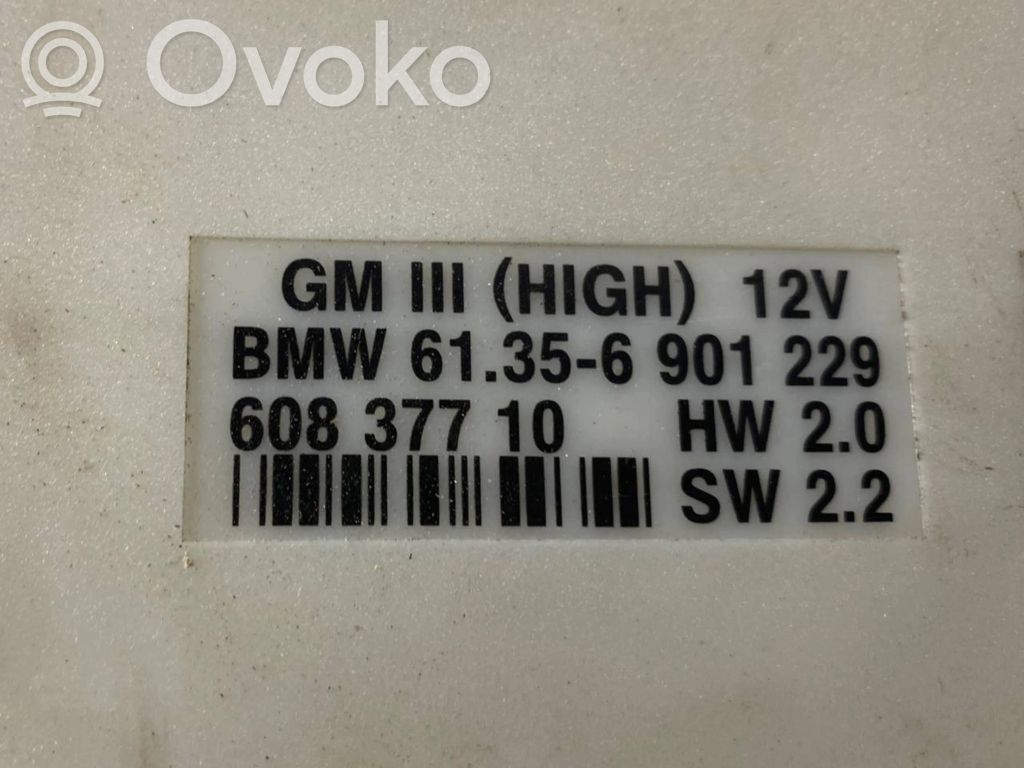 Ovoko
GM III (HIGH) 12V
BMW 61.35-6 901 229
608 377 10 HW 2.0
SW 2.2